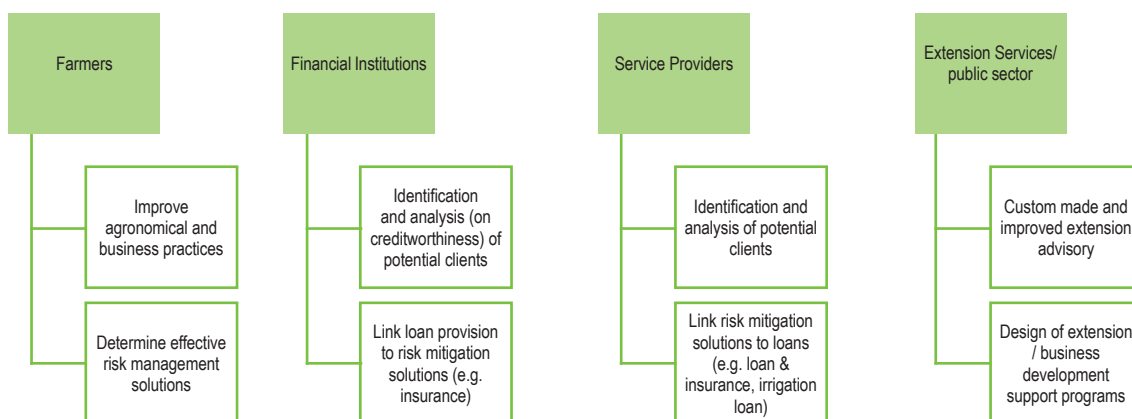 Farmers
Improve
agronomical and
business practices
Determine effective
risk management
solutions
Financial Institutions
Identification
and analysis (on
creditworthiness) of
potential clients
Link loan provision
to risk mitigation
solutions (e.g.
insurance)
Service Providers
Identification and
analysis of potential
clients
Link risk mitigation
solutions to loans
(e.g. loan &
insurance, irrigation
loan)
Extension Services/
public sector
Custom made and
improved extension
advisory
Design of extension
/ business
development
support programs